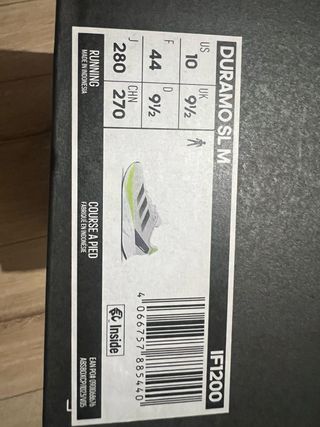 DURAMO SL M
IF1200
US
10
UK
9½
F
44
D
9½
J
280
CHN
270
4 066757 885440
Inside
RUNNING
MADE IN INDONESIA
COURSE A PIED
FABRIQUÉ EN INDONÉSIE